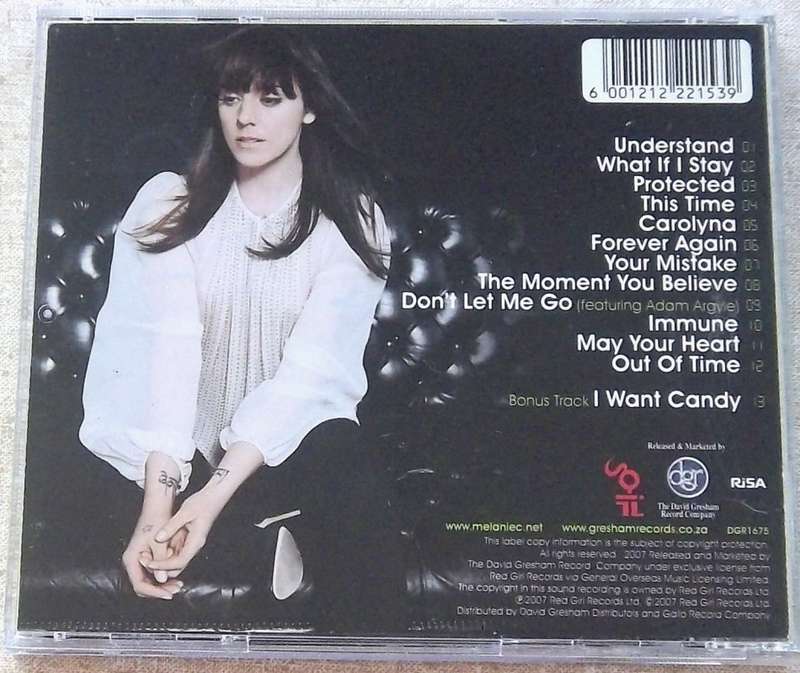 6 001212 221539
Understand 01
What If I Stay 02
Protected 03
This Time 04
Carolyna 05
Forever Again 06
Your Mistake 07
The Moment You Believe 08
Don't Let Me Go (featuring Adam Argyle) 09
Immune 10
May Your Heart 11
Out Of Time 12
Bonus Track I Want Candy 13
Released & Marketed by
SOIL dgr RiSA
The David Gresham
Record Company
www.melaniec.net www.greshamrecords.co.za DGR1675
This label copy information is the subject of copyright protection.
All rights reserved. 2007 Released and Marketed by
The David Gresham Record Company under exclusive license from
Red Girl Records via General Overseas Music Licensing Limited.
The copyright in this sound recording is owned by Red Girl Records Ltd.
℗2007 Red Girl Records Ltd, ©2007 Red Girl Records Ltd.
Distributed by David Gresham Distributors and Gallo Record Company